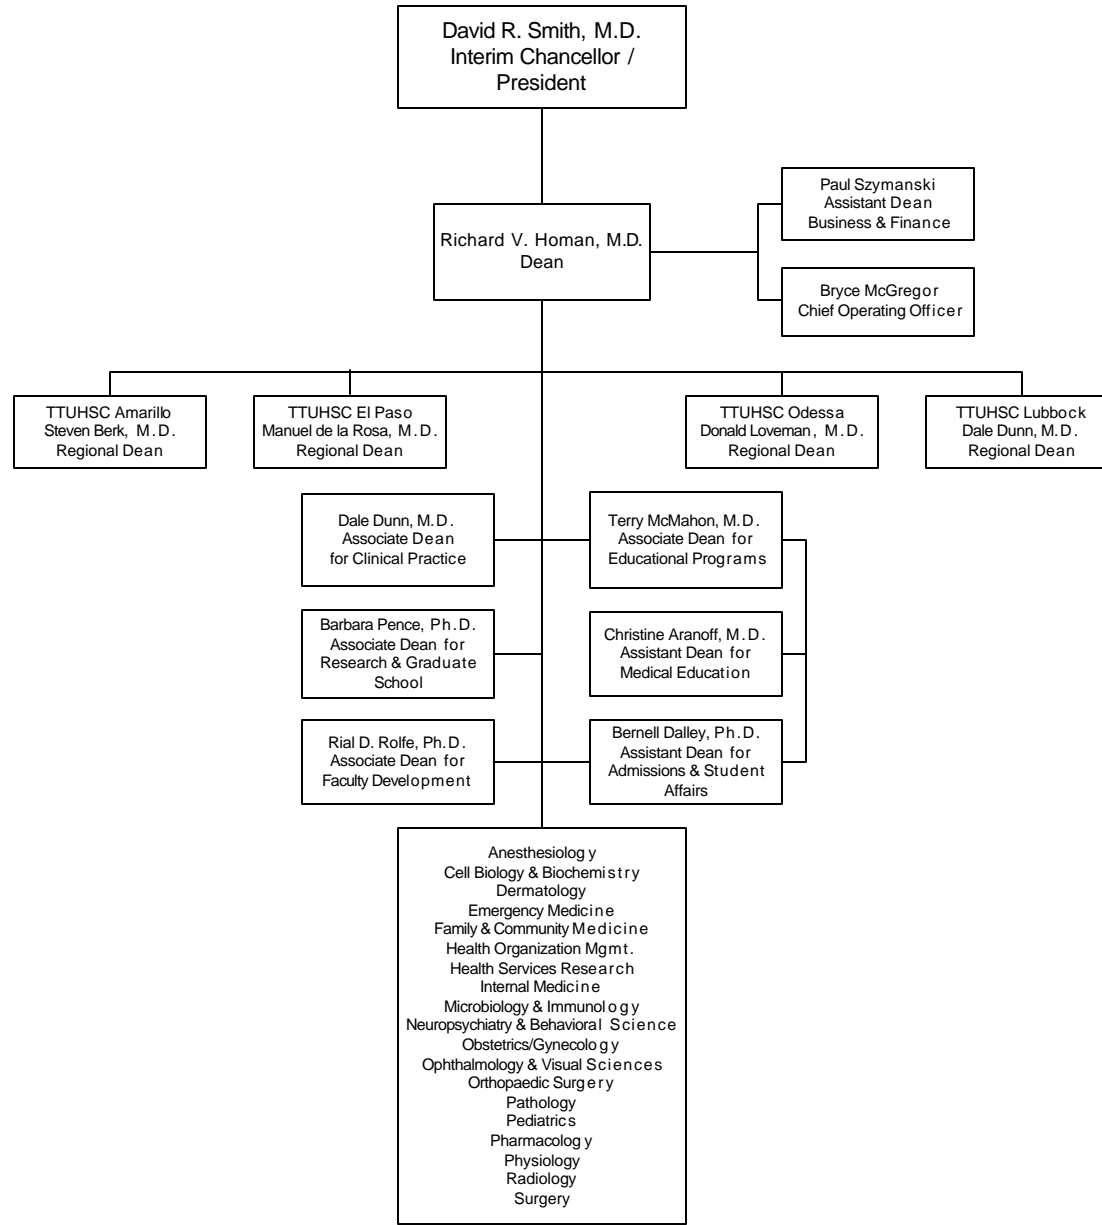 David R. Smith, M.D.
Interim Chancellor /
President
Paul Szymanski
Assistant Dean
Business & Finance
Richard V. Homan, M.D.
Dean
Bryce McGregor
Chief Operating Officer
TTUHSC Amarillo
Steven Berk, M.D.
Regional Dean
TTUHSC El Paso
Manuel de la Rosa, M.D.
Regional Dean
TTUHSC Odessa
Donald Loveman, M.D.
Regional Dean
TTUHSC Lubbock
Dale Dunn, M.D.
Regional Dean
Dale Dunn, M.D.
Associate Dean
for Clinical Practice
Terry McMahon, M.D.
Associate Dean for
Educational Programs
Barbara Pence, Ph.D.
Associate Dean for
Research & Graduate
School
Christine Aranoff, M.D.
Assistant Dean for
Medical Education
Rial D. Rolfe, Ph.D.
Associate Dean for
Faculty Development
Bernell Dalley, Ph.D.
Assistant Dean for
Admissions & Student
Affairs
Anesthesiology
Cell Biology & Biochemistry
Dermatology
Emergency Medicine
Family & Community Medicine
Health Organization Mgmt.
Health Services Research
Internal Medicine
Microbiology & Immunology
Neuropsychiatry & Behavioral Science
Obstetrics/Gynecology
Ophthalmology & Visual Sciences
Orthopaedic Surgery
Pathology
Pediatrics
Pharmacology
Physiology
Radiology
Surgery